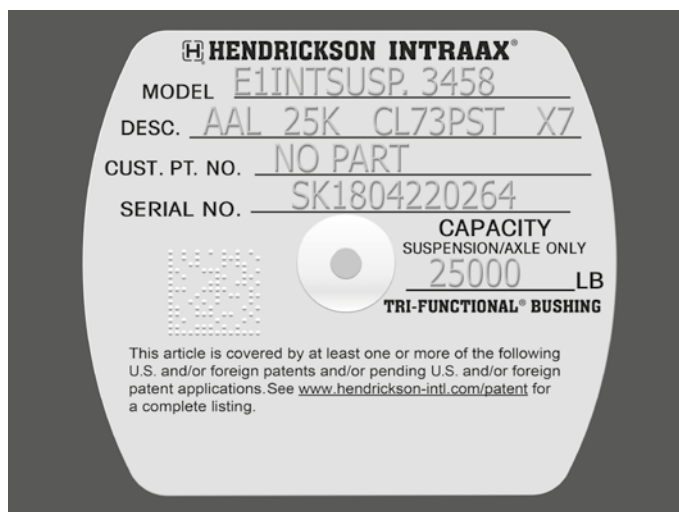 HENDRICKSON INTRAAX®
MODEL E1INTSUSP. 3458
DESC. AAL 25K CL73PST X7
CUST. PT. NO. NO PART
SERIAL NO. SK1804220264
CAPACITY
SUSPENSION/AXLE ONLY
25000 LB
TRI-FUNCTIONAL® BUSHING
This article is covered by at least one or more of the following
U.S. and/or foreign patents and/or pending U.S. and/or foreign
patent applications.See www.hendrickson-intl.com/patent for
a complete listing.